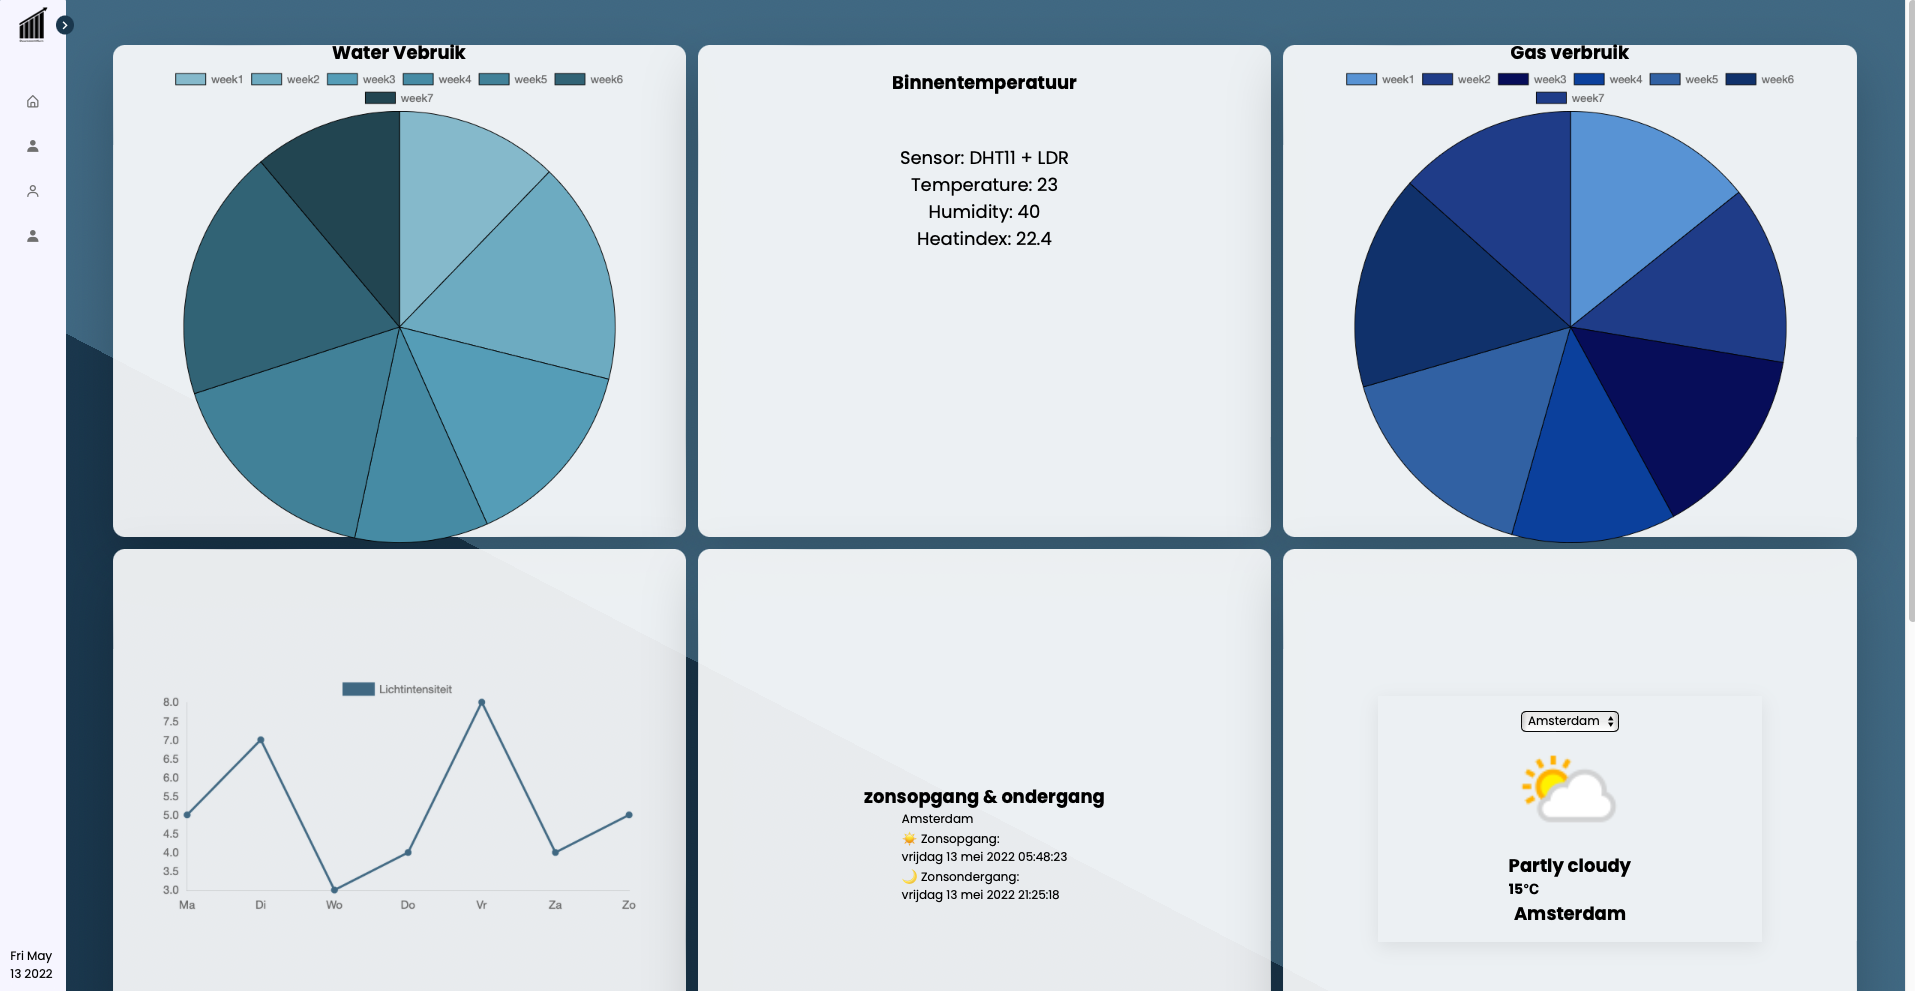 Water Vebruik
week1 week2 week3 week4 week5 week6
week7
Binnentemperatuur
Sensor: DHT11 + LDR
Temperature: 23
Humidity: 40
Heatindex: 22.4
Gas verbruik
week1 week2 week3 week4 week5 week6
week7
Lichtintensiteit
8.0
7.5
7.0
6.5
6.0
5.5
5.0
4.5
4.0
3.5
3.0
Ma Di Wo Do Vr Za Zo
zonsopgang & ondergang
Amsterdam
☀️ Zonsopgang:
vrijdag 13 mei 2022 05:48:23
🌙 Zonsondergang:
vrijdag 13 mei 2022 21:25:18
Amsterdam
Partly cloudy
15°C
Amsterdam
Fri May
13 2022